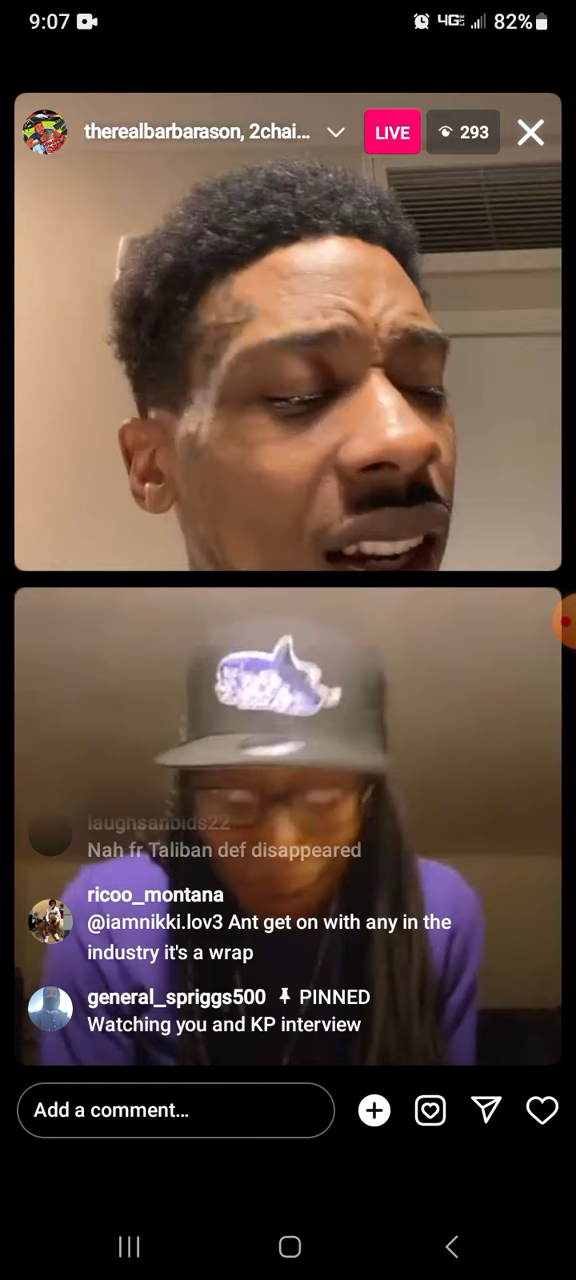 9:07
4GE 82%
therealbarbarason, 2chai...
LIVE
293
laughsanbids22
Nah fr Taliban def disappeared
ricoo_montana
@iamnikki.lov3 Ant get on with any in the
industry it's a wrap
general_spriggs500 PINNED
Watching you and KP interview
Add a comment...